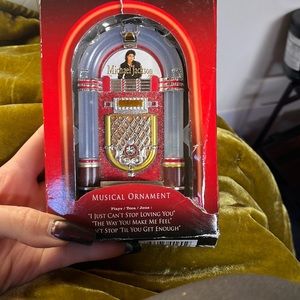 Michael Jackson
MUSICAL ORNAMENT
Plays / Toca / Joue :
"I JUST CAN'T STOP LOVING YOU"
"THE WAY YOU MAKE ME FEEL"
N'T STOP 'TIL YOU GET ENOUGH"